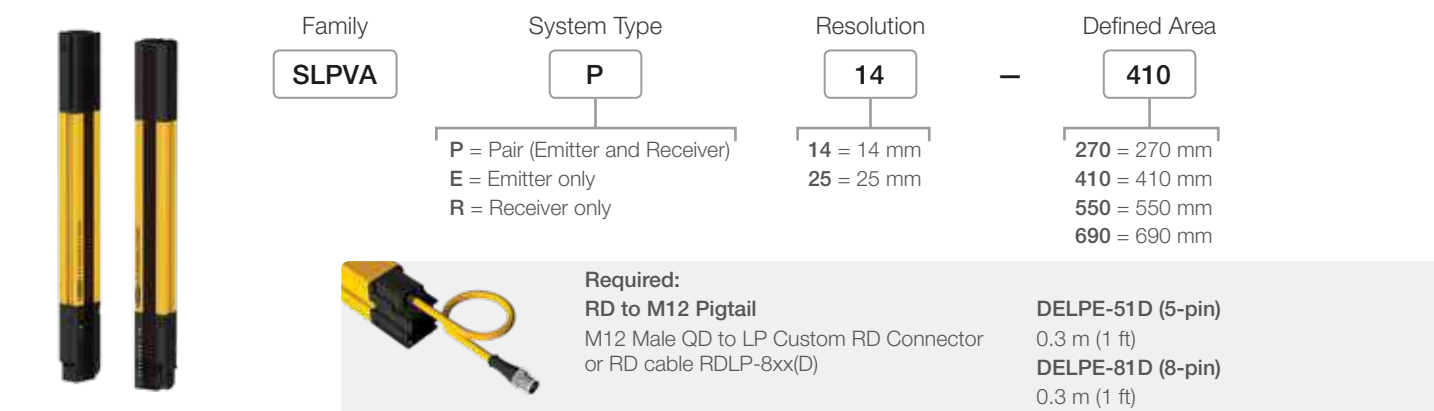 Family System Type Resolution Defined Area
SLPVA P 14 – 410
P = Pair (Emitter and Receiver) 14 = 14 mm 270 = 270 mm
E = Emitter only 25 = 25 mm 410 = 410 mm
R = Receiver only 550 = 550 mm
690 = 690 mm
Required:
RD to M12 Pigtail DELPE-51D (5-pin)
M12 Male QD to LP Custom RD Connector 0.3 m (1 ft)
or RD cable RDLP-8xx(D) DELPE-81D (8-pin)
0.3 m (1 ft)